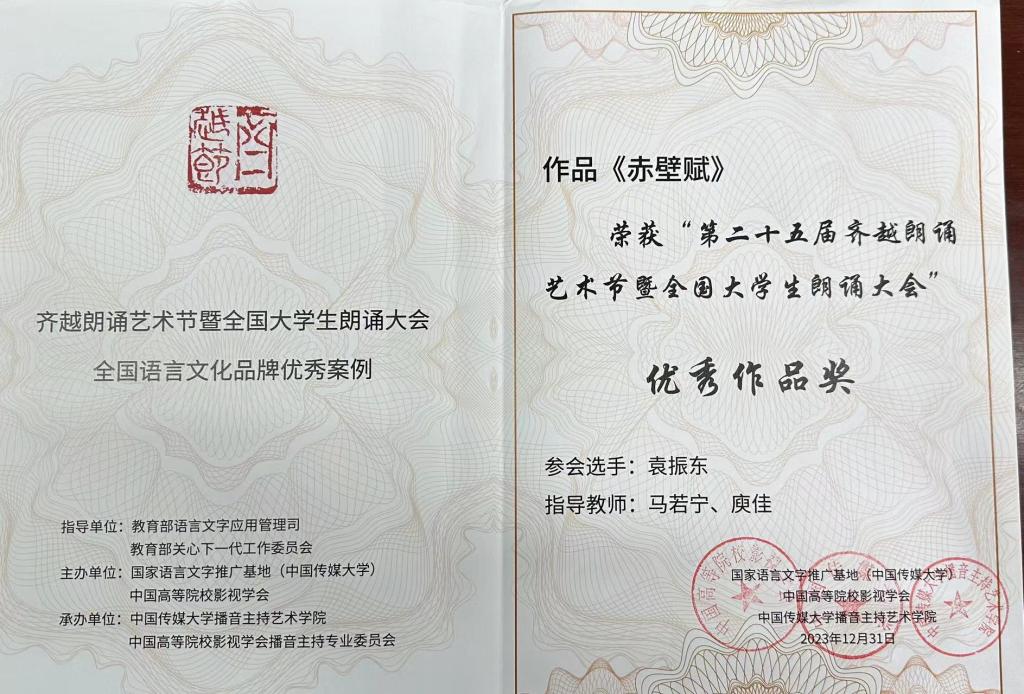 齐越朗诵艺术节暨全国大学生朗诵大会
全国语言文化品牌优秀案例
指导单位：教育部语言文字应用管理司
教育部关心下一代工作委员会
主办单位：国家语言文字推广基地（中国传媒大学）
中国高等院校影视学会
承办单位：中国传媒大学播音主持艺术学院
中国高等院校影视学会播音主持专业委员会
作品《赤壁赋》
荣获“第二十五届齐越朗诵
艺术节暨全国大学生朗诵大会”
优秀作品奖
参会选手：袁振东
指导教师：马若宁、庾佳
国家语言文字推广基地（中国传媒大学）
中国高等院校影视学会
中国传媒大学播音主持艺术学院
2023年12月31日